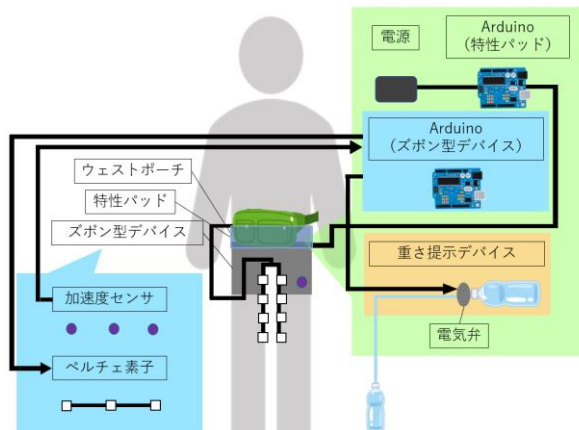 電源
Arduino
（特性パッド）
Arduino
（ズボン型デバイス）
ウェストポーチ
特性パッド
ズボン型デバイス
重さ提示デバイス
電気弁
加速度センサ
ペルチェ素子